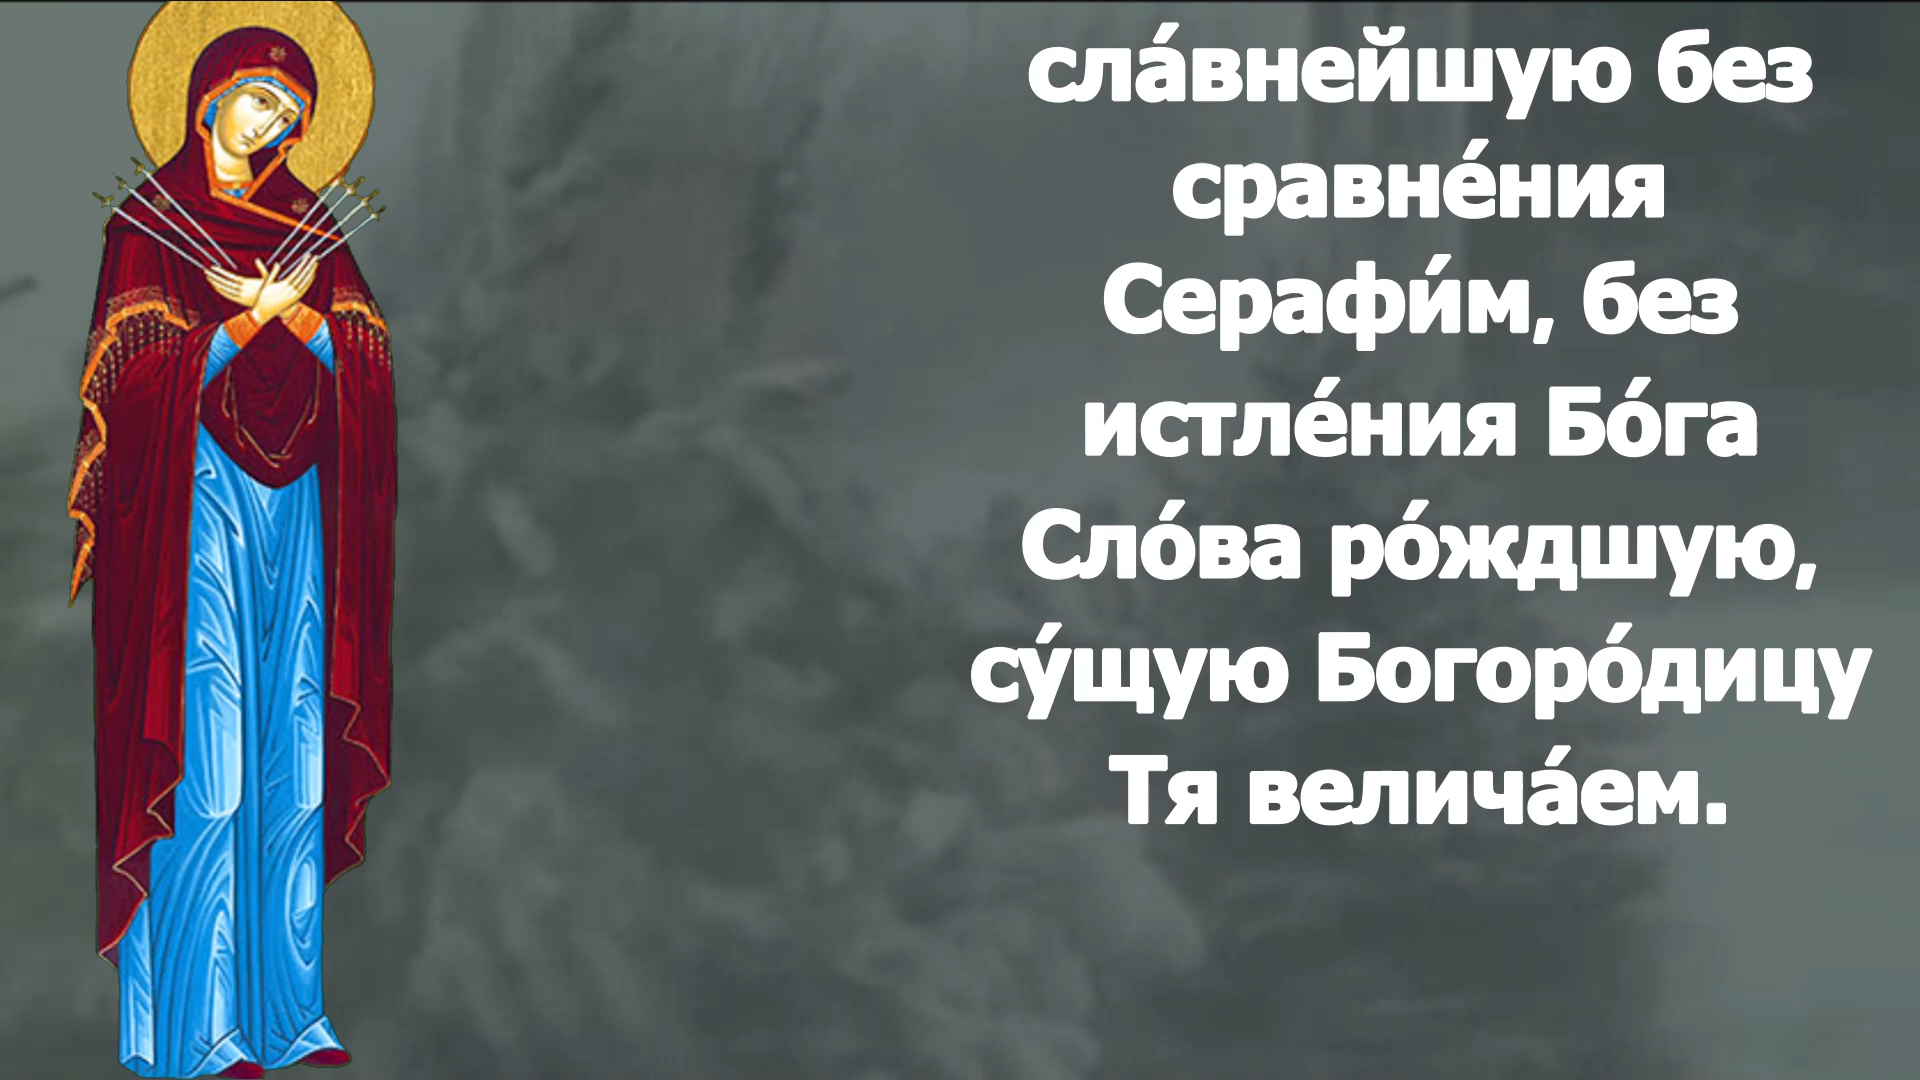 сла́внейшую без
сравне́ния
Серафи́м, без
истле́ния Бо́га
Сло́ва ро́ждшую,
су́щую Богоро́дицу
Тя велича́ем.